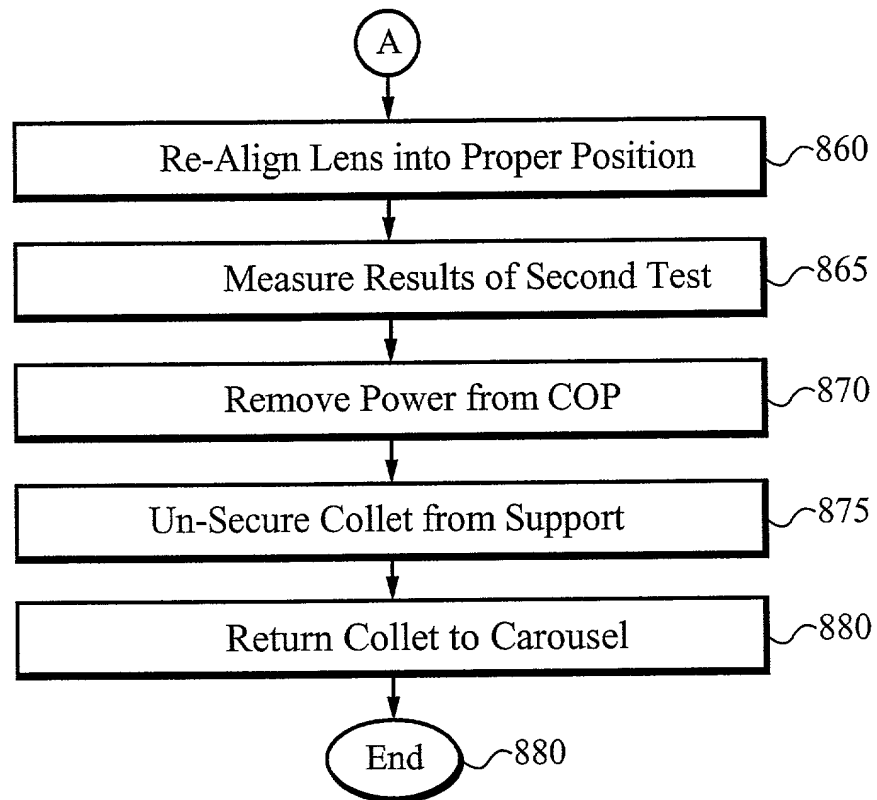 A
Re-Align Lens into Proper Position 860
Measure Results of Second Test 865
Remove Power from COP 870
Un-Secure Collet from Support 875
Return Collet to Carousel 880
End 880